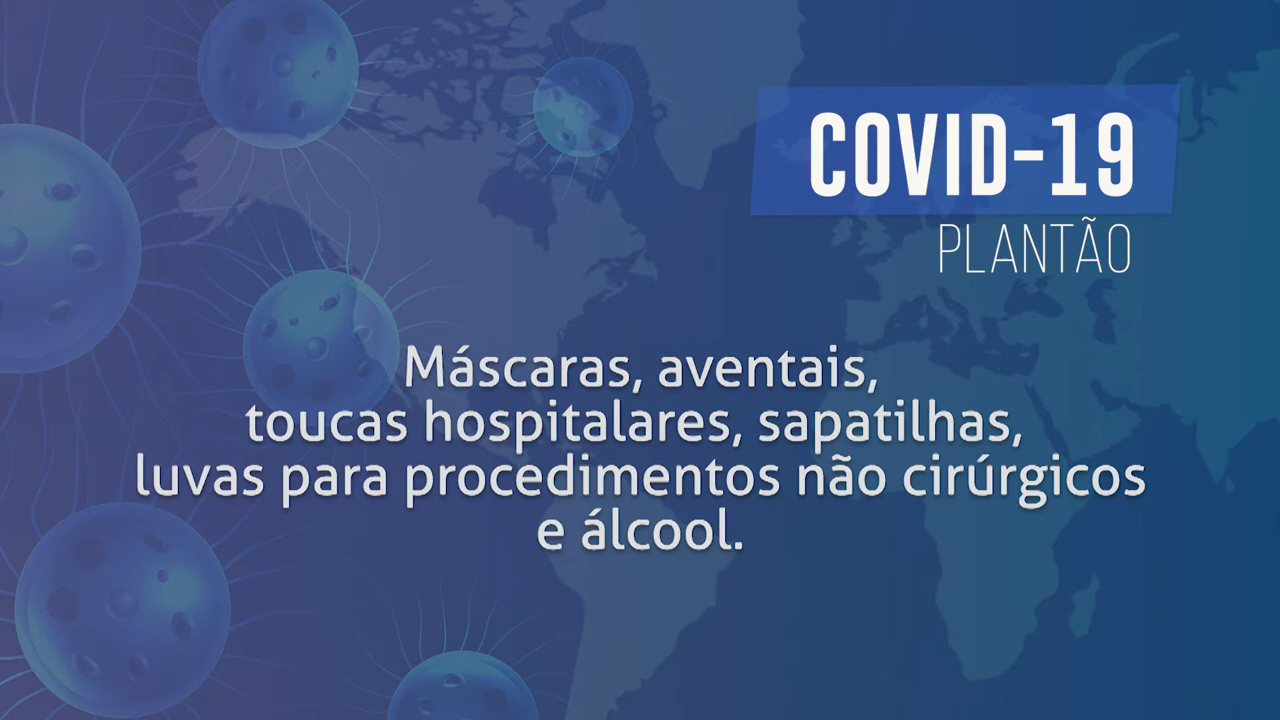 COVID-19
PLANTÃO
Máscaras, aventais,
toucas hospitalares, sapatilhas,
luvas para procedimentos não cirúrgicos
e álcool.